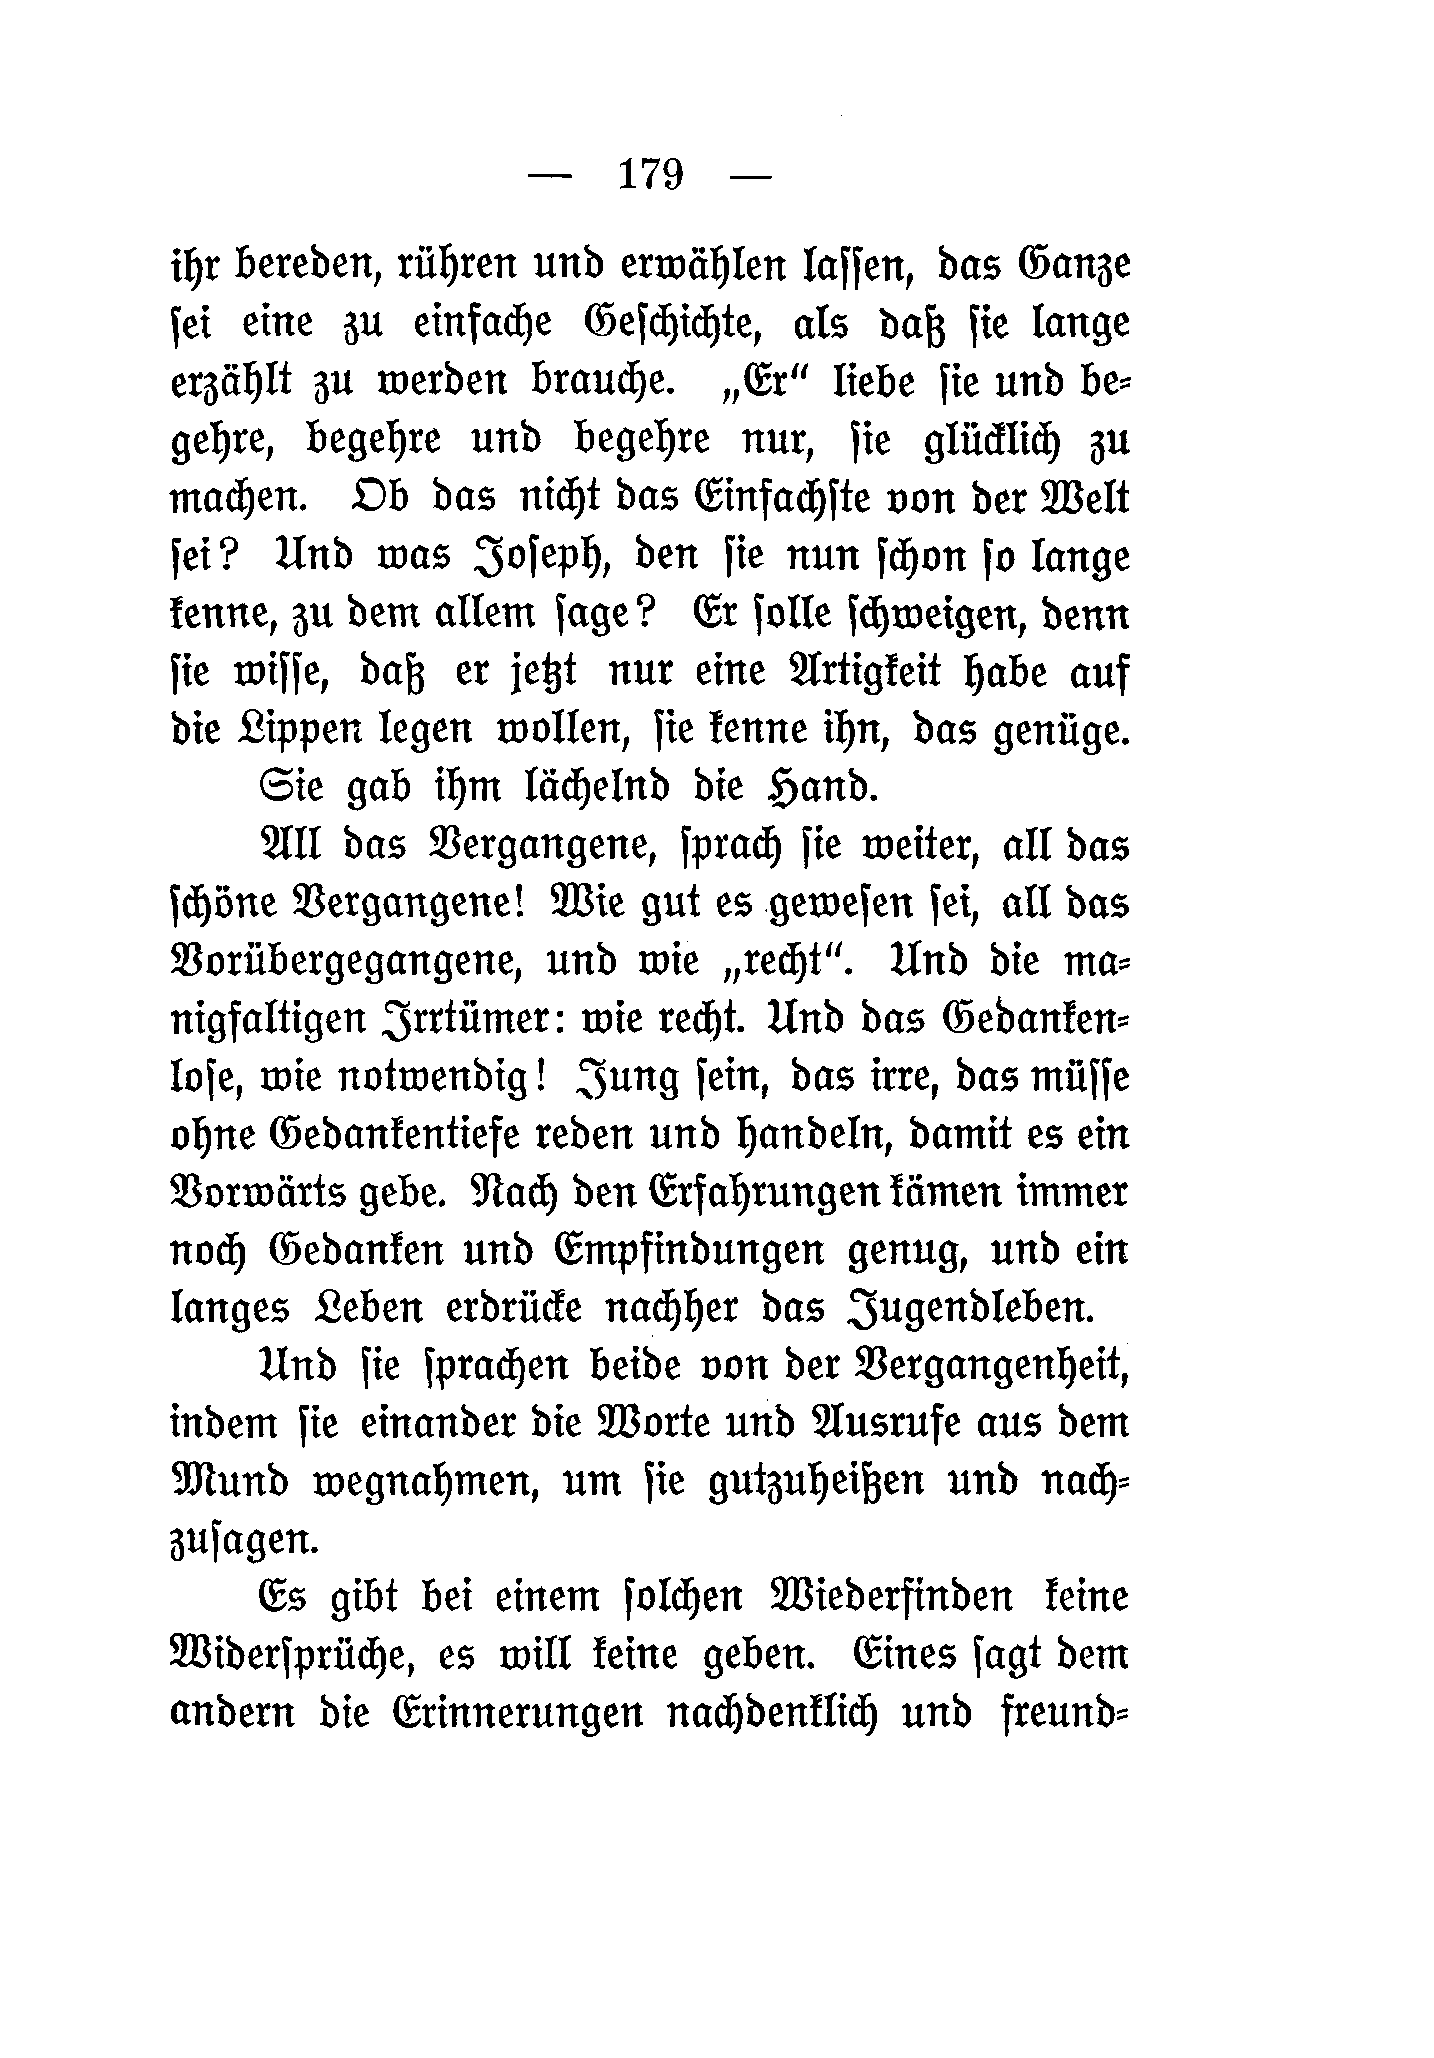 — 179 —
ihr bereden, rühren und erwählen laſſen, das Ganze
ſei eine zu einfache Geſchichte, als daß ſie lange
erzählt zu werden brauche. „Er“ liebe ſie und be⸗
gehre, begehre und begehre nur, ſie glücklich zu
machen. Ob das nicht das Einfachſte von der Welt
ſei? Und was Joſeph, den ſie nun ſchon ſo lange
kenne, zu dem allem ſage? Er ſolle ſchweigen, denn
ſie wiſſe, daß er jetzt nur eine Artigkeit habe auf
die Lippen legen wollen, ſie kenne ihn, das genüge.
Sie gab ihm lächelnd die Hand.
All das Vergangene, ſprach ſie weiter, all das
ſchöne Vergangene! Wie gut es geweſen ſei, all das
Vorübergegangene, und wie „recht“. Und die ma⸗
nigfaltigen Irrtümer: wie recht. Und das Gedanken⸗
loſe, wie notwendig! Jung ſein, das irre, das müſſe
ohne Gedankentiefe reden und handeln, damit es ein
Vorwärts gebe. Nach den Erfahrungen kämen immer
noch Gedanken und Empfindungen genug, und ein
langes Leben erdrücke nachher das Jugendleben.
Und ſie ſprachen beide von der Vergangenheit,
indem ſie einander die Worte und Ausrufe aus dem
Mund wegnahmen, um ſie gutzuheißen und nach⸗
zuſagen.
Es gibt bei einem ſolchen Wiederfinden keine
Widerſprüche, es will keine geben. Eines ſagt dem
andern die Erinnerungen nachdenklich und freund⸗